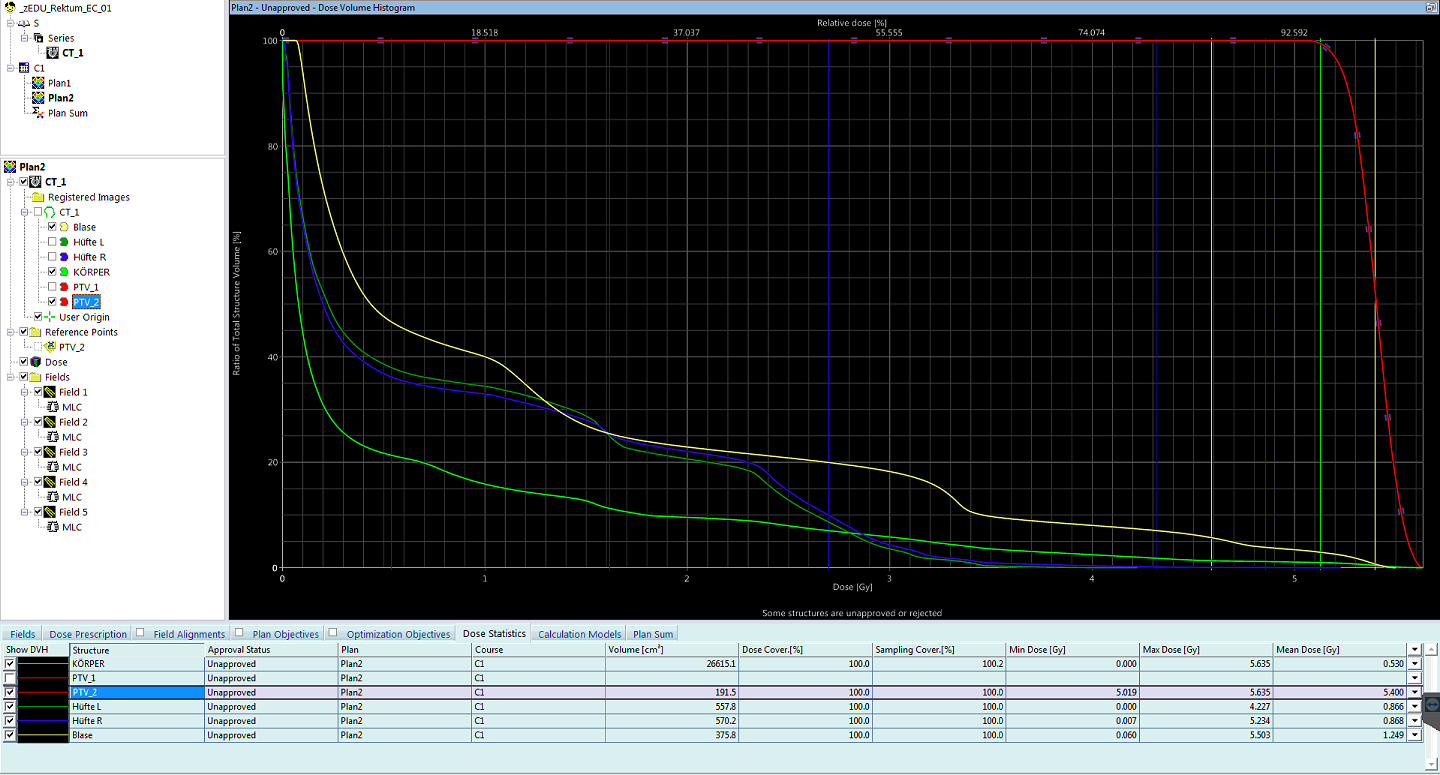 _zEDU_Rektum_EC_01
S
Series
CT_1
C1
Plan1
Plan2
Plan Sum
Plan2
CT_1
Registered Images
CT_1
Blase
Hüfte L
Hüfte R
KÖRPER
PTV_1
PTV_2
User Origin
Reference Points
PTV_2
Dose
Fields
Field 1
MLC
Field 2
MLC
Field 3
MLC
Field 4
MLC
Field 5
MLC
Plan2 - Unapproved - Dose Volume Histogram
Relative dose [%]
0 18.518 37.037 55.555 74.074 92.592
100
80
60
40
20
0
Ratio of Total Structure Volume [%]
0 1 2 3 4 5
Dose [Gy]
Some structures are unapproved or rejected
Fields Dose Prescription Field Alignments Plan Objectives Optimization Objectives Dose Statistics Calculation Models Plan Sum
Show DVH Structure Approval Status Plan Course Volume [cm³] Dose Cover.[%] Sampling Cover.[%] Min Dose [Gy] Max Dose [Gy] Mean Dose [Gy]
KÖRPER Unapproved Plan2 C1 26615.1 100.0 100.2 0.000 5.635 0.530
PTV_1 Unapproved Plan2 C1
PTV_2 Unapproved Plan2 C1 191.5 100.0 100.0 5.019 5.635 5.400
Hüfte L Unapproved Plan2 C1 557.8 100.0 100.0 0.000 4.227 0.866
Hüfte R Unapproved Plan2 C1 570.2 100.0 100.0 0.007 5.234 0.868
Blase Unapproved Plan2 C1 375.8 100.0 100.0 0.060 5.503 1.249